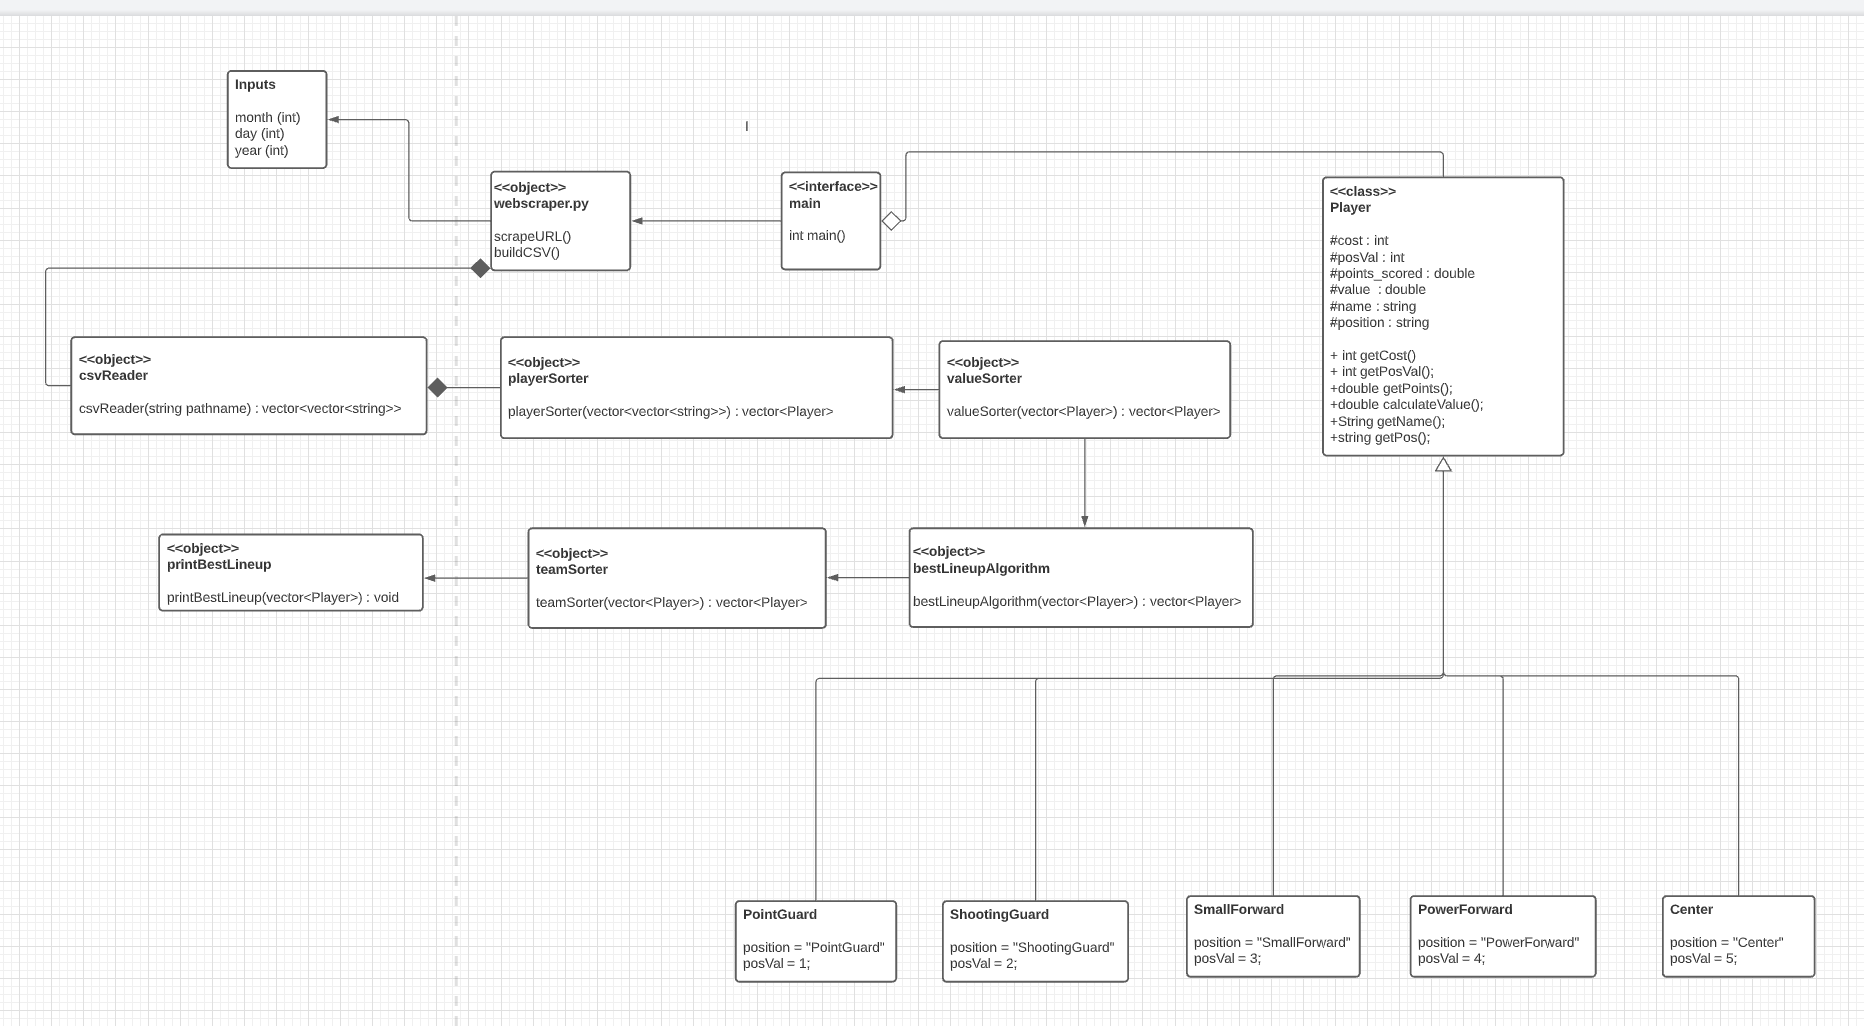 Inputs
month (int)
day (int)
year (int)
<<object>>
webscraper.py
scrapeURL()
buildCSV()
<<interface>>
main
int main()
<<class>>
Player
#cost : int
#posVal : int
#points_scored : double
#value  : double
#name : string
#position : string
+ int getCost()
+ int getPosVal();
+double getPoints();
+double calculateValue();
+String getName();
+string getPos();
<<object>>
csvReader
csvReader(string pathname) : vector<vector<string>>
<<object>>
playerSorter
playerSorter(vector<vector<string>>) : vector<Player>
<<object>>
valueSorter
valueSorter(vector<Player>) : vector<Player>
<<object>>
printBestLineup
printBestLineup(vector<Player>) : void
<<object>>
teamSorter
teamSorter(vector<Player>) : vector<Player>
<<object>>
bestLineupAlgorithm
bestLineupAlgorithm(vector<Player>) : vector<Player>
PointGuard
position = "PointGuard"
posVal = 1;
ShootingGuard
position = "ShootingGuard"
posVal = 2;
SmallForward
position = "SmallForward"
posVal = 3;
PowerForward
position = "PowerForward"
posVal = 4;
Center
position = "Center"
posVal = 5;